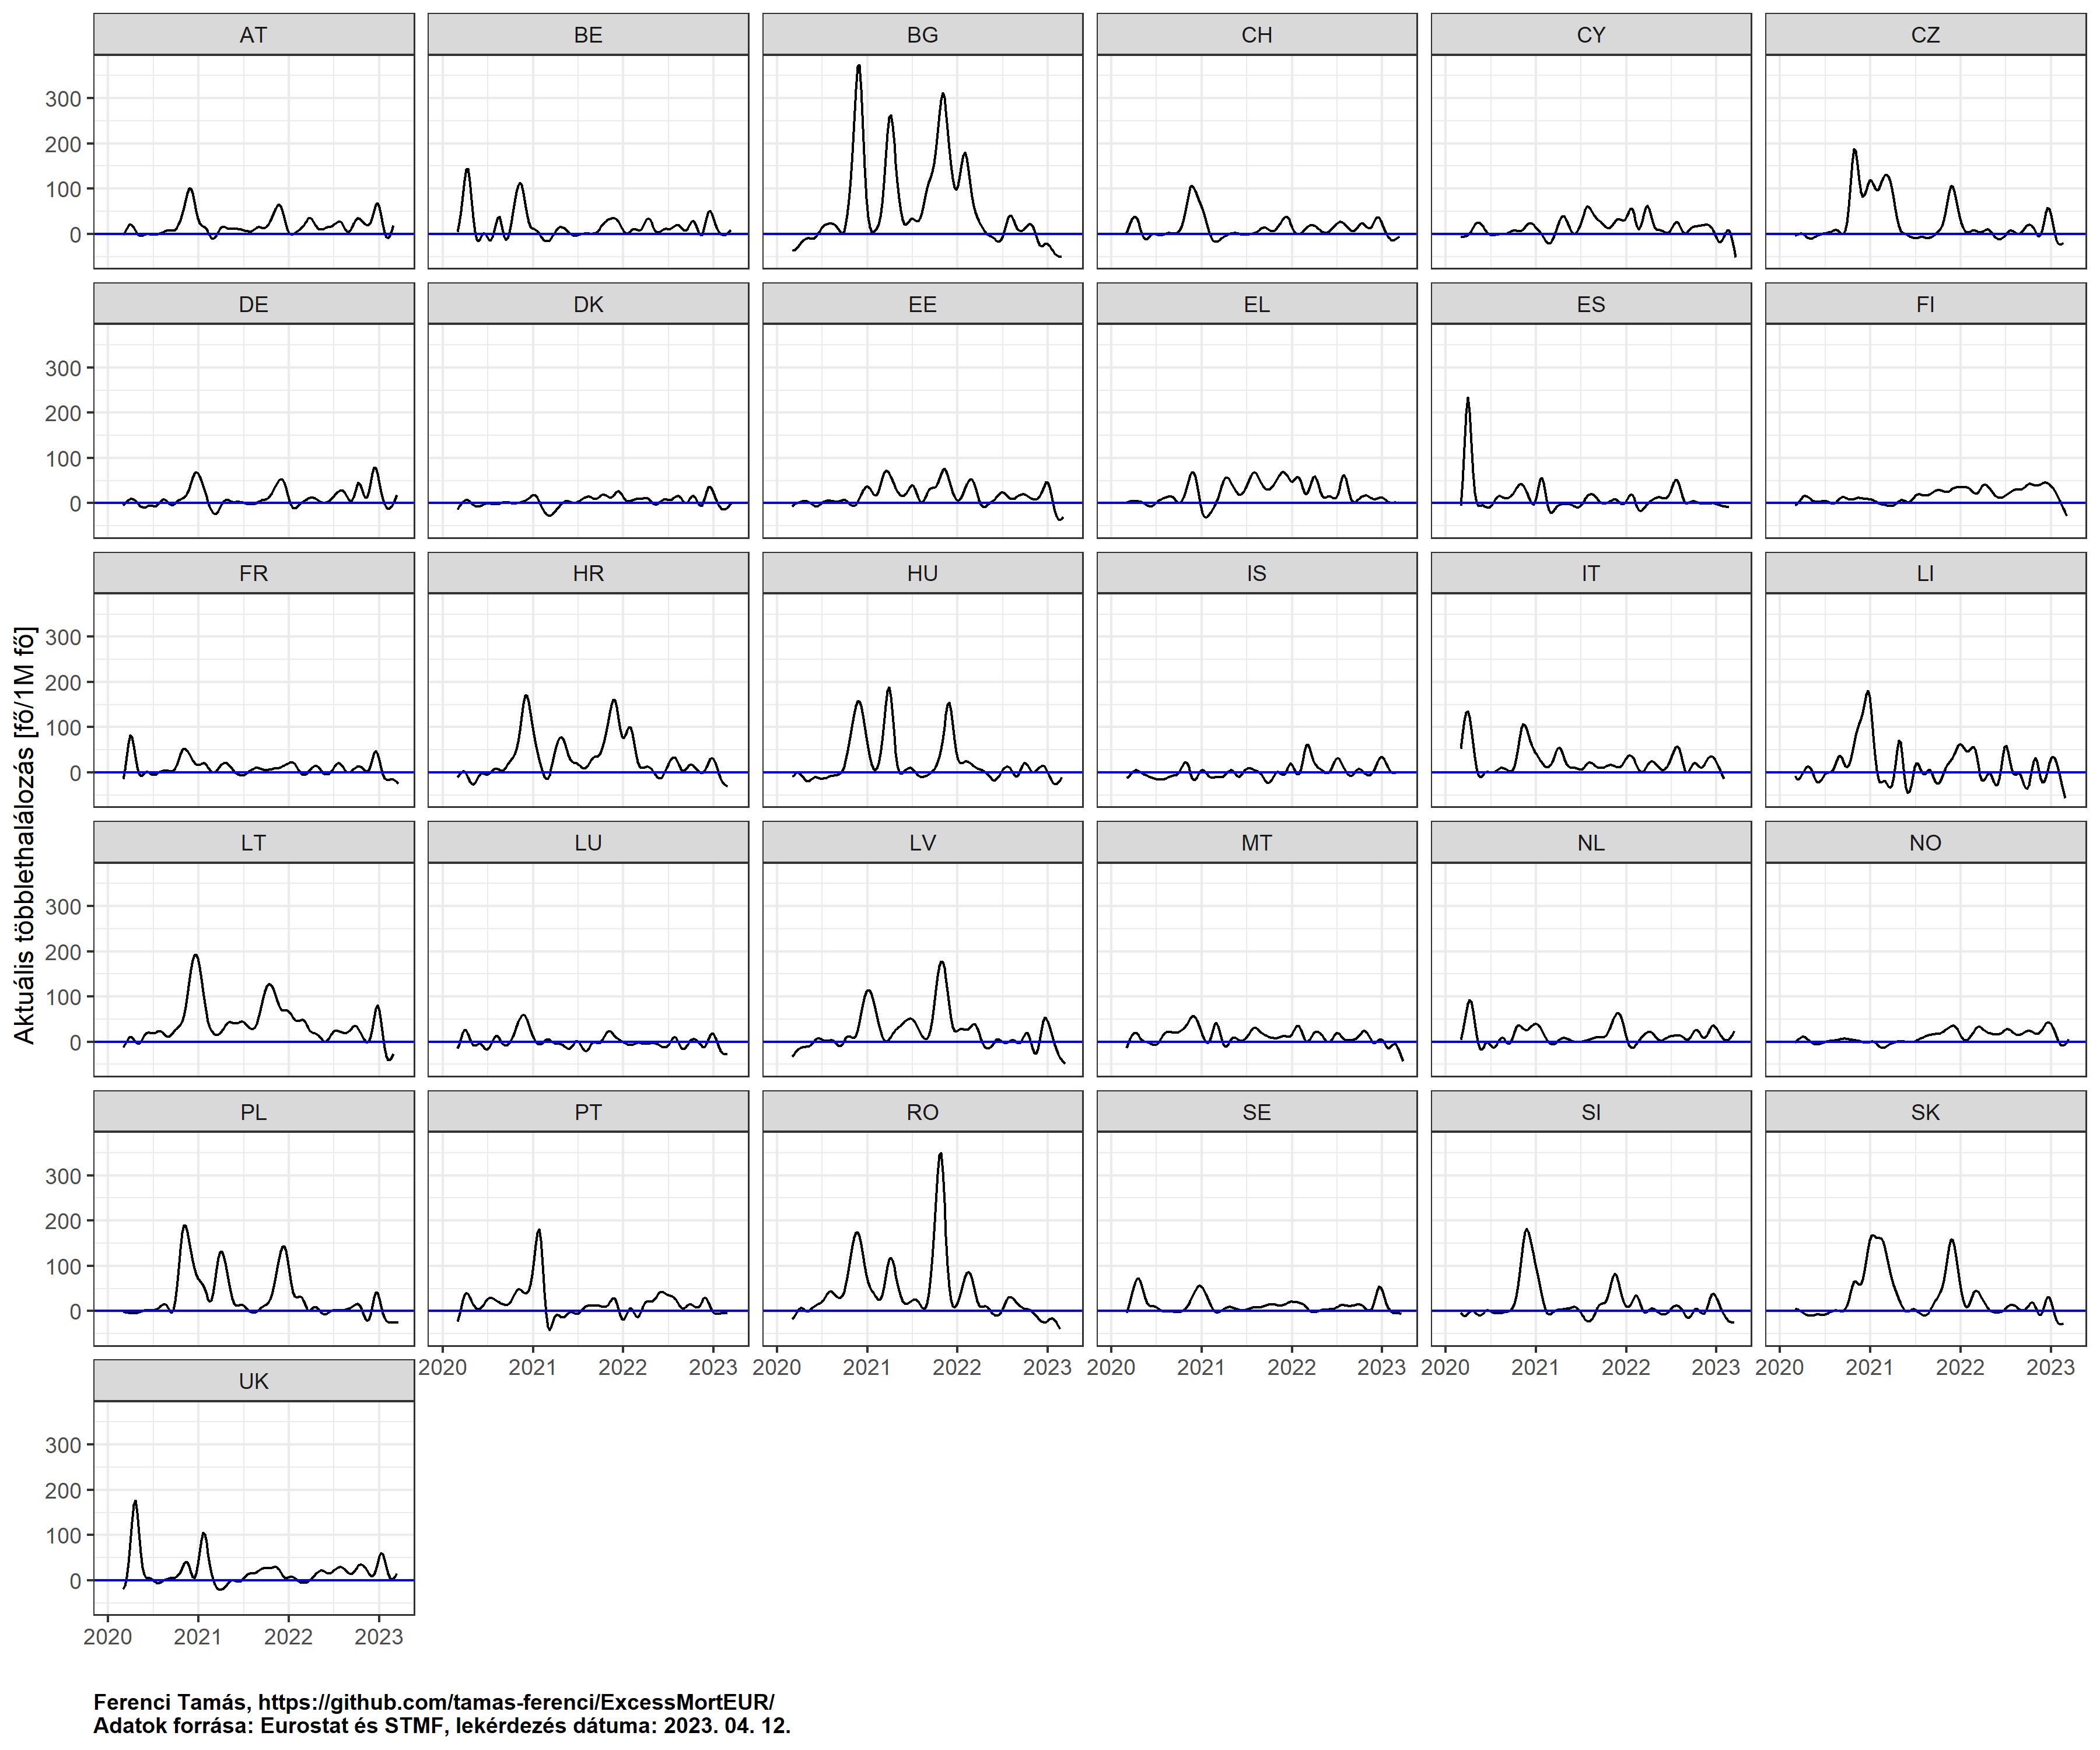 AT BE BG CH CY CZ
300
200
100
0
DE DK EE EL ES FI
300
200
100
0
FR HR HU IS IT LI
300
200
100
0
Aktuális többlethalálozás [fő/1M fő]
LT LU LV MT NL NO
300
200
100
0
PL PT RO SE SI SK
300
200
100
0
2020 2021 2022 2023 2020 2021 2022 2023 2020 2021 2022 2023 2020 2021 2022 2023 2020 2021 2022 2023
UK
300
200
100
0
2020 2021 2022 2023
Ferenci Tamás, https://github.com/tamas-ferenci/ExcessMortEUR/
Adatok forrása: Eurostat és STMF, lekérdezés dátuma: 2023. 04. 12.